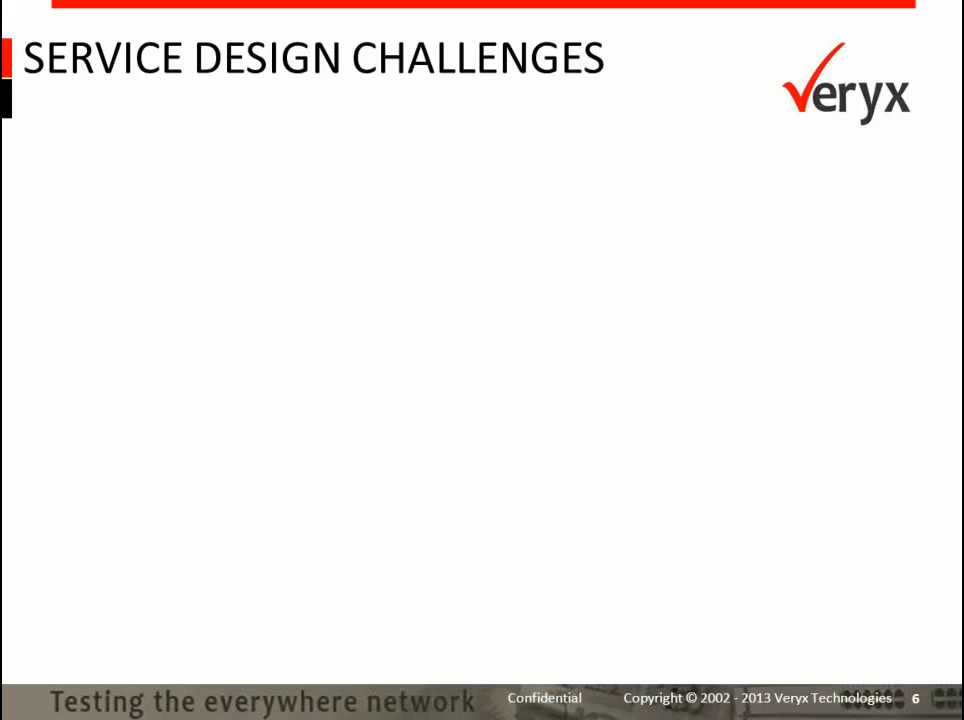 SERVICE DESIGN CHALLENGES
Veryx
Testing the everywhere network
Confidential
Copyright © 2002 - 2013 Veryx Technologies
6